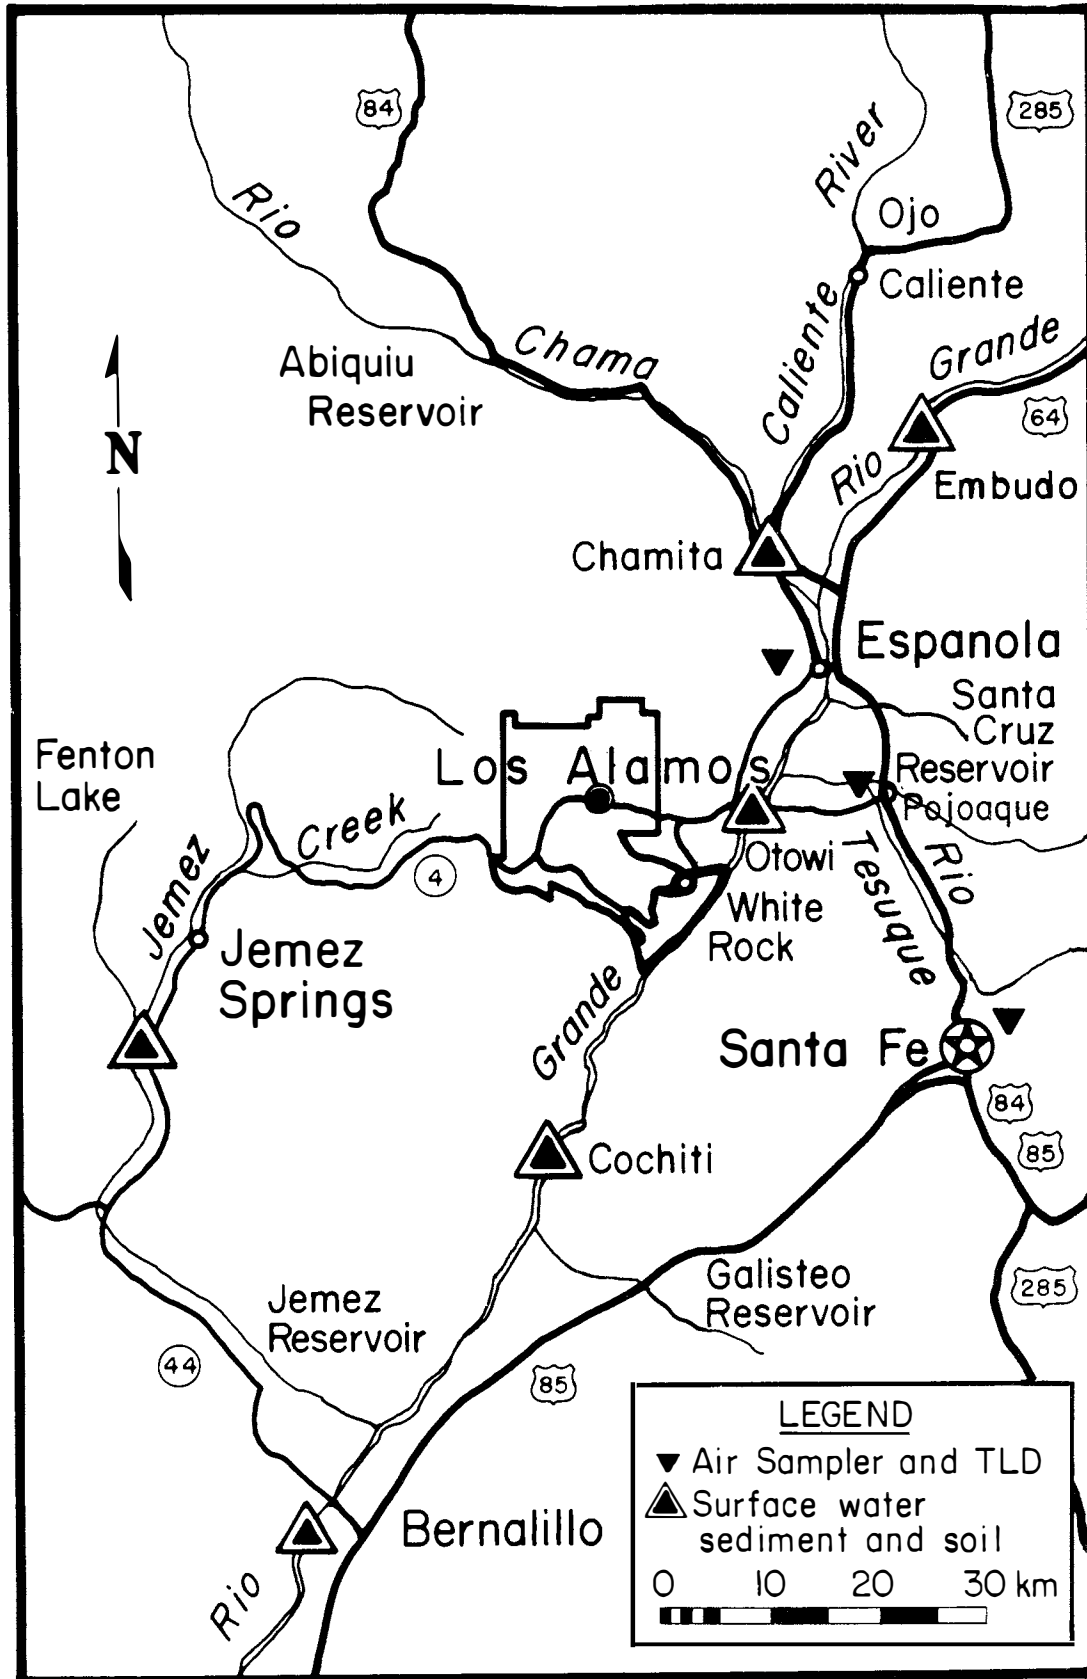 84
285
River
Rio
Ojo
Caliente
Caliente
Grande
Chama
Abiquiu
Reservoir
64
N
Rio
Embudo
Chamita
Espanola
Santa
Cruz
Reservoir
Fenton
Lake
Los Alamos
Pojoaque
Creek
Jemez
4
Otowi
Rio
Tesuque
White
Rock
Jemez
Springs
Grande
Santa Fe
84
85
Cochiti
Galisteo
Reservoir
285
Jemez
Reservoir
44
85
LEGEND
Air Sampler and TLD
Surface water
sediment and soil
0 10 20 30 km
Bernalillo
Rio